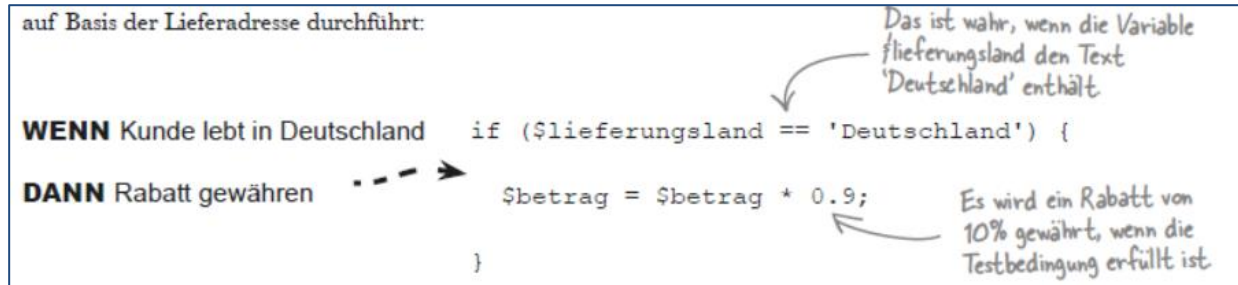 auf Basis der Lieferadresse durchführt:
Das ist wahr, wenn die Variable
$lieferungsland den Text
'Deutschland' enthält.
WENN Kunde lebt in Deutschland
if ($lieferungsland == 'Deutschland') {
DANN Rabatt gewähren
$betrag = $betrag * 0.9;
Es wird ein Rabatt von
10% gewährt, wenn die
Testbedingung erfüllt ist.
}